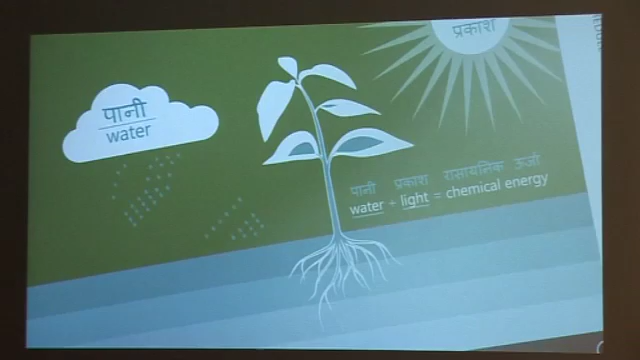 प्रकाश
पानी
water
पानी प्रकाश रासायनिक ऊर्जा
water + light = chemical energy